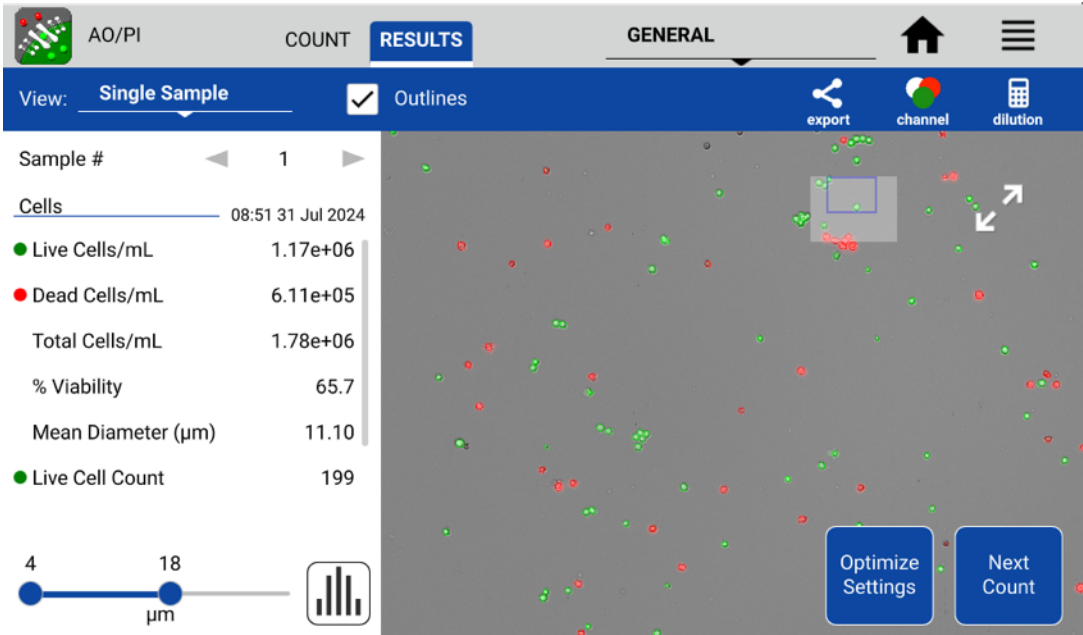 AO/PI COUNT RESULTS GENERAL
View: Single Sample Outlines export channel dilution
Sample # 1
Cells 08:51 31 Jul 2024
Live Cells/mL 1.17e+06
Dead Cells/mL 6.11e+05
Total Cells/mL 1.78e+06
% Viability 65.7
Mean Diameter (µm) 11.10
Live Cell Count 199
4 18
µm
Optimize
Settings
Next
Count